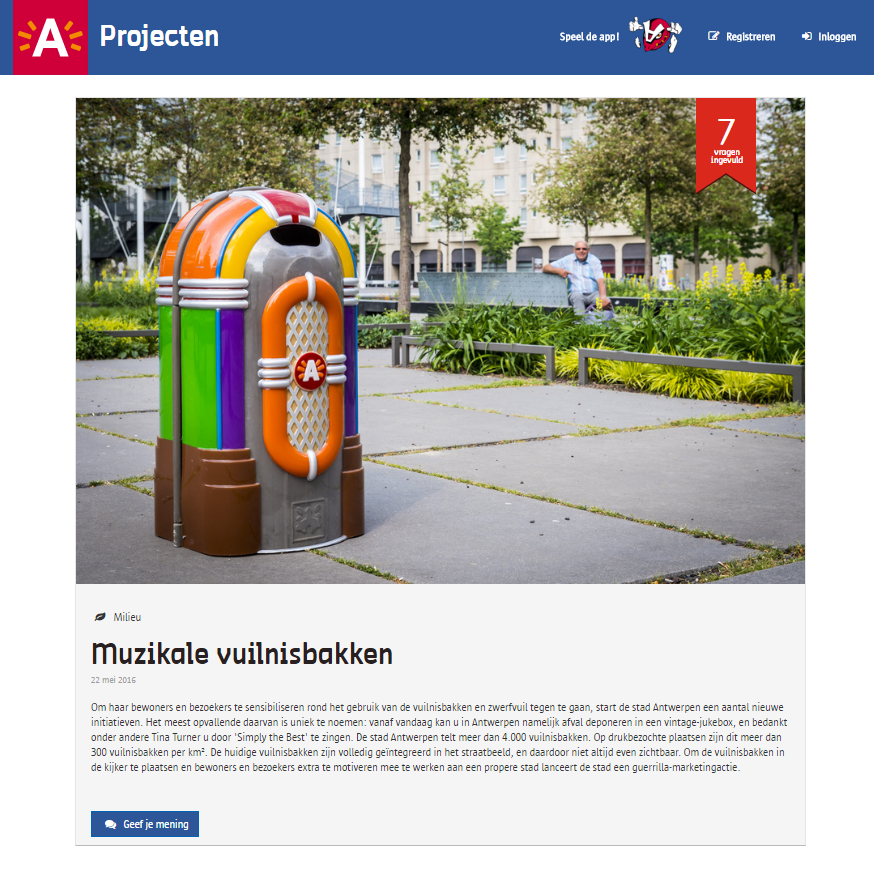 A
Projecten
Speel de app!
Registreren
Inloggen
7
vragen
ingevuld
A
Milieu
Muzikale vuilnisbakken
22 mei 2016
Om haar bewoners en bezoekers te sensibiliseren rond het gebruik van de vuilnisbakken en zwerfvuil tegen te gaan, start de stad Antwerpen een aantal nieuwe
initiatieven. Het meest opvallende daarvan is uniek te noemen: vanaf vandaag kan u in Antwerpen namelijk afval deponeren in een vintage-jukebox, en bedankt
onder andere Tina Turner u door 'Simply the Best' te zingen. De stad Antwerpen telt meer dan 4.000 vuilnisbakken. Op drukbezochte plaatsen zijn dit meer dan
300 vuilnisbakken per km². De huidige vuilnisbakken zijn volledig geïntegreerd in het straatbeeld, en daardoor niet altijd even zichtbaar. Om de vuilnisbakken in
de kijker te plaatsen en bewoners en bezoekers extra te motiveren mee te werken aan een propere stad lanceert de stad een guerrilla-marketingactie.
Geef je mening